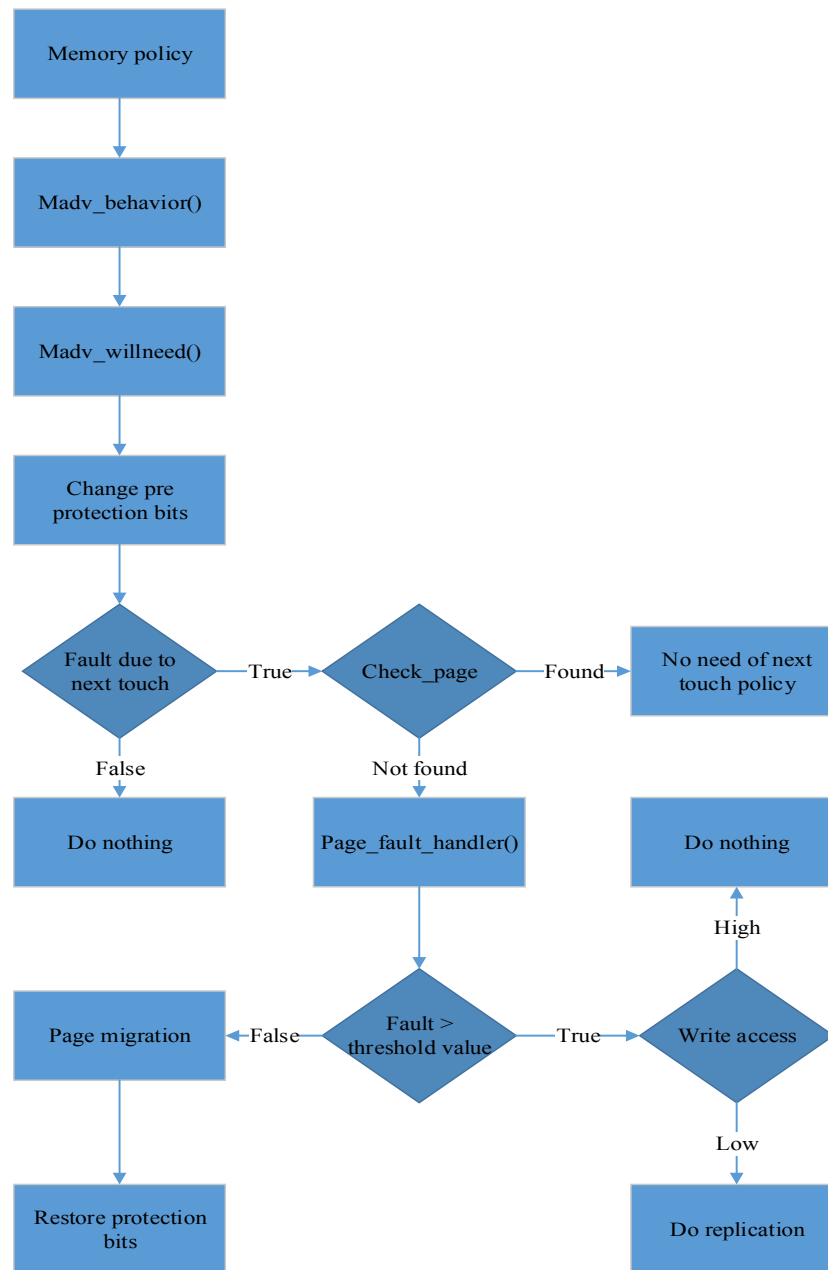 Memory policy
Madv_behavior()
Madv_willneed()
Change pre
protection bits
Fault due to
next touch
True
Check_page
Found
No need of next
touch policy
False
Not found
Do nothing
Page_fault_handler()
Do nothing
High
Page migration
False
Fault >
threshold value
True
Write access
Low
Restore protection
bits
Do replication